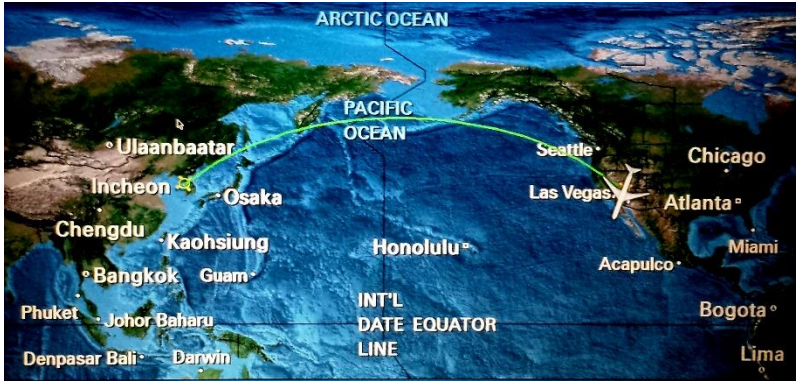 ARCTIC OCEAN
PACIFIC
OCEAN
Ulaanbaatar
Seattle
Chicago
Incheon
Osaka
Las Vegas
Atlanta
Chengdu
Kaohsiung
Honolulu
Miami
Bangkok
Guam
Acapulco
Phuket
Johor Baharu
INT'L
DATE EQUATOR
LINE
Bogota
Denpasar Bali
Darwin
Lima